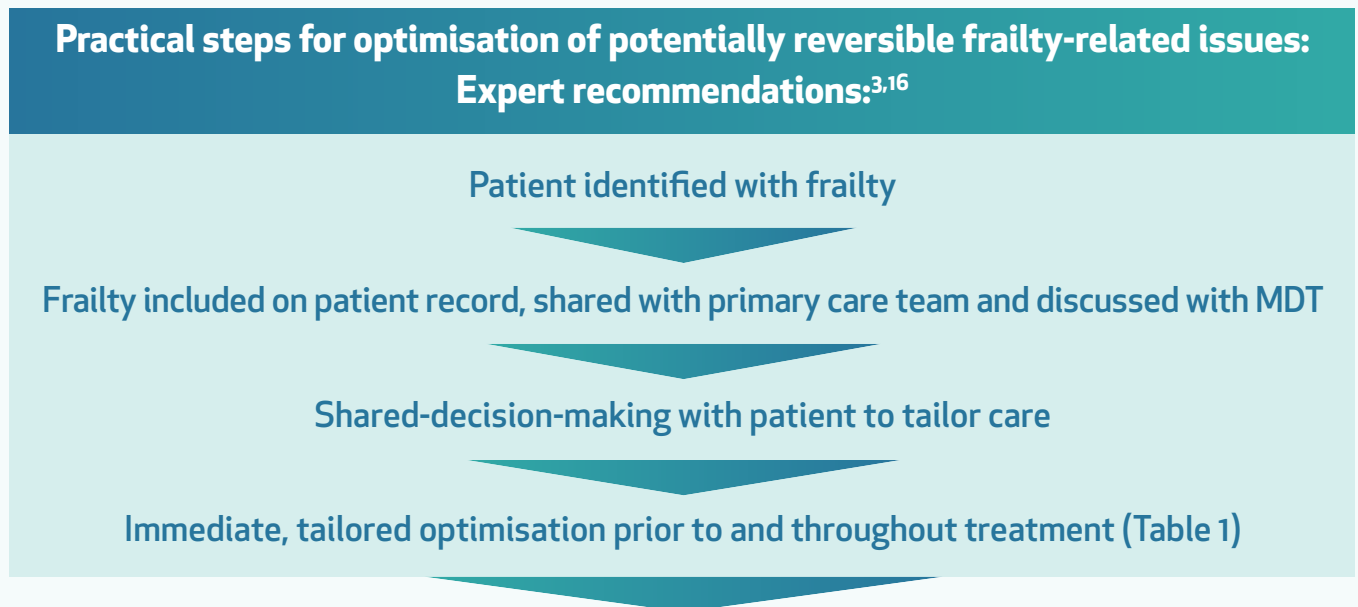 Practical steps for optimisation of potentially reversible frailty-related issues:
Expert recommendations:3,16
Patient identified with frailty
Frailty included on patient record, shared with primary care team and discussed with MDT
Shared-decision-making with patient to tailor care
Immediate, tailored optimisation prior to and throughout treatment (Table 1)